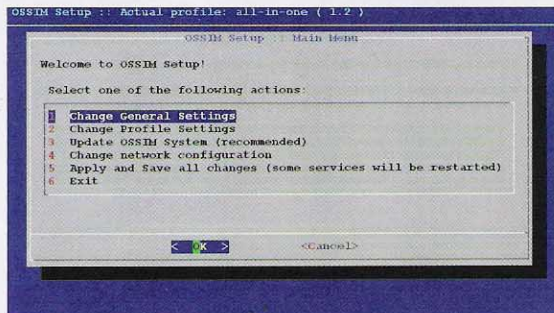 OSSIM Setup :: Actual profile: all-in-one ( 1.2 )
OSSIM Setup :: Main Menu
Welcome to OSSIM Setup!
Select one of the following actions:
1 Change General Settings
2 Change Profile Settings
3 Update OSSIM System (recommended)
4 Change network configuration
5 Apply and Save all changes (some services will be restarted)
6 Exit
< OK > <Cancel>